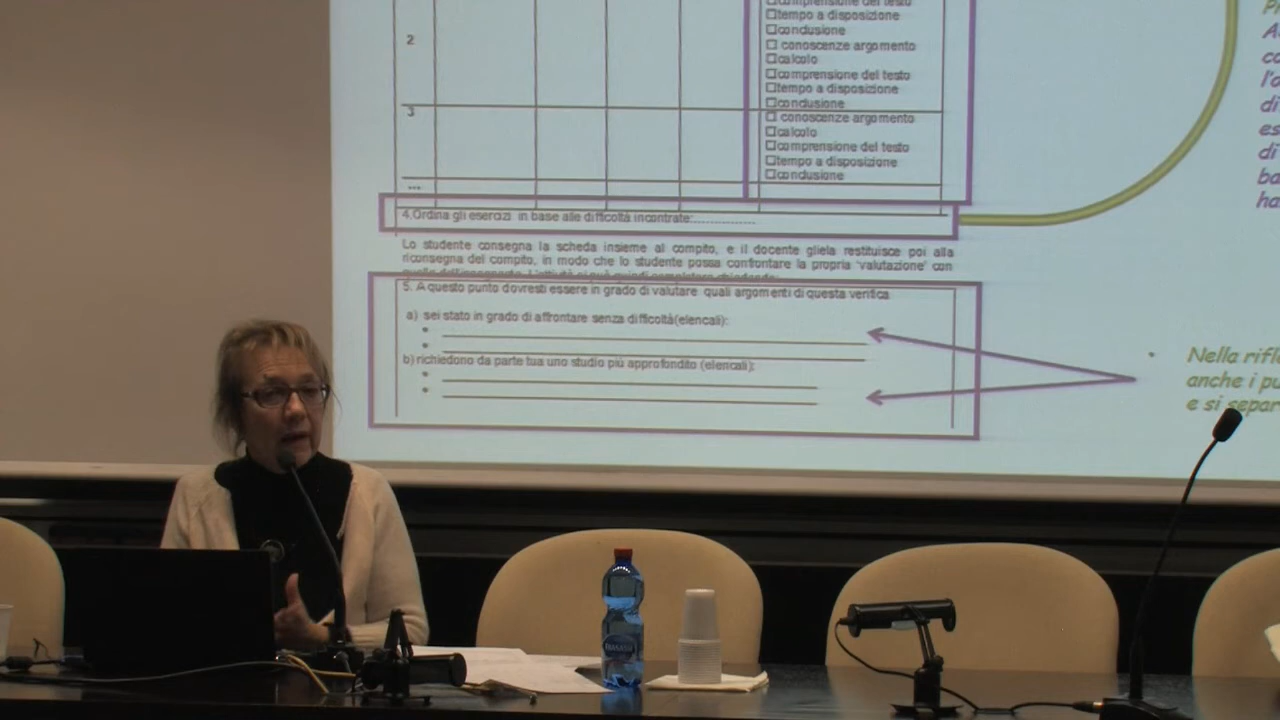 comprensione del testo
☐tempo a disposizione
☐conclusione
2
☐ conoscenze argomento
☐calcolo
☐comprensione del testo
☐tempo a disposizione
☐conclusione
3
☐ conoscenze argomento
☐calcolo
☐comprensione del testo
☐tempo a disposizione
☐conclusione
...
4.Ordina gli esercizi in base alle difficoltà incontrate:..................
Lo studente consegna la scheda insieme al compito, e il docente gliela restituisce poi alla
riconsegna del compito, in modo che lo studente possa confrontare la propria 'valutazione' con
5. A questo punto dovresti essere in grado di valutare quali argomenti di questa verifica
a) sei stato in grado di affrontare senza difficoltà(elencali):
b) richiedono da parte tua uno studio più approfondito (elencali):
l'o
di
es
di
ba
ha
Nella rifl
anche i pu
e si separ